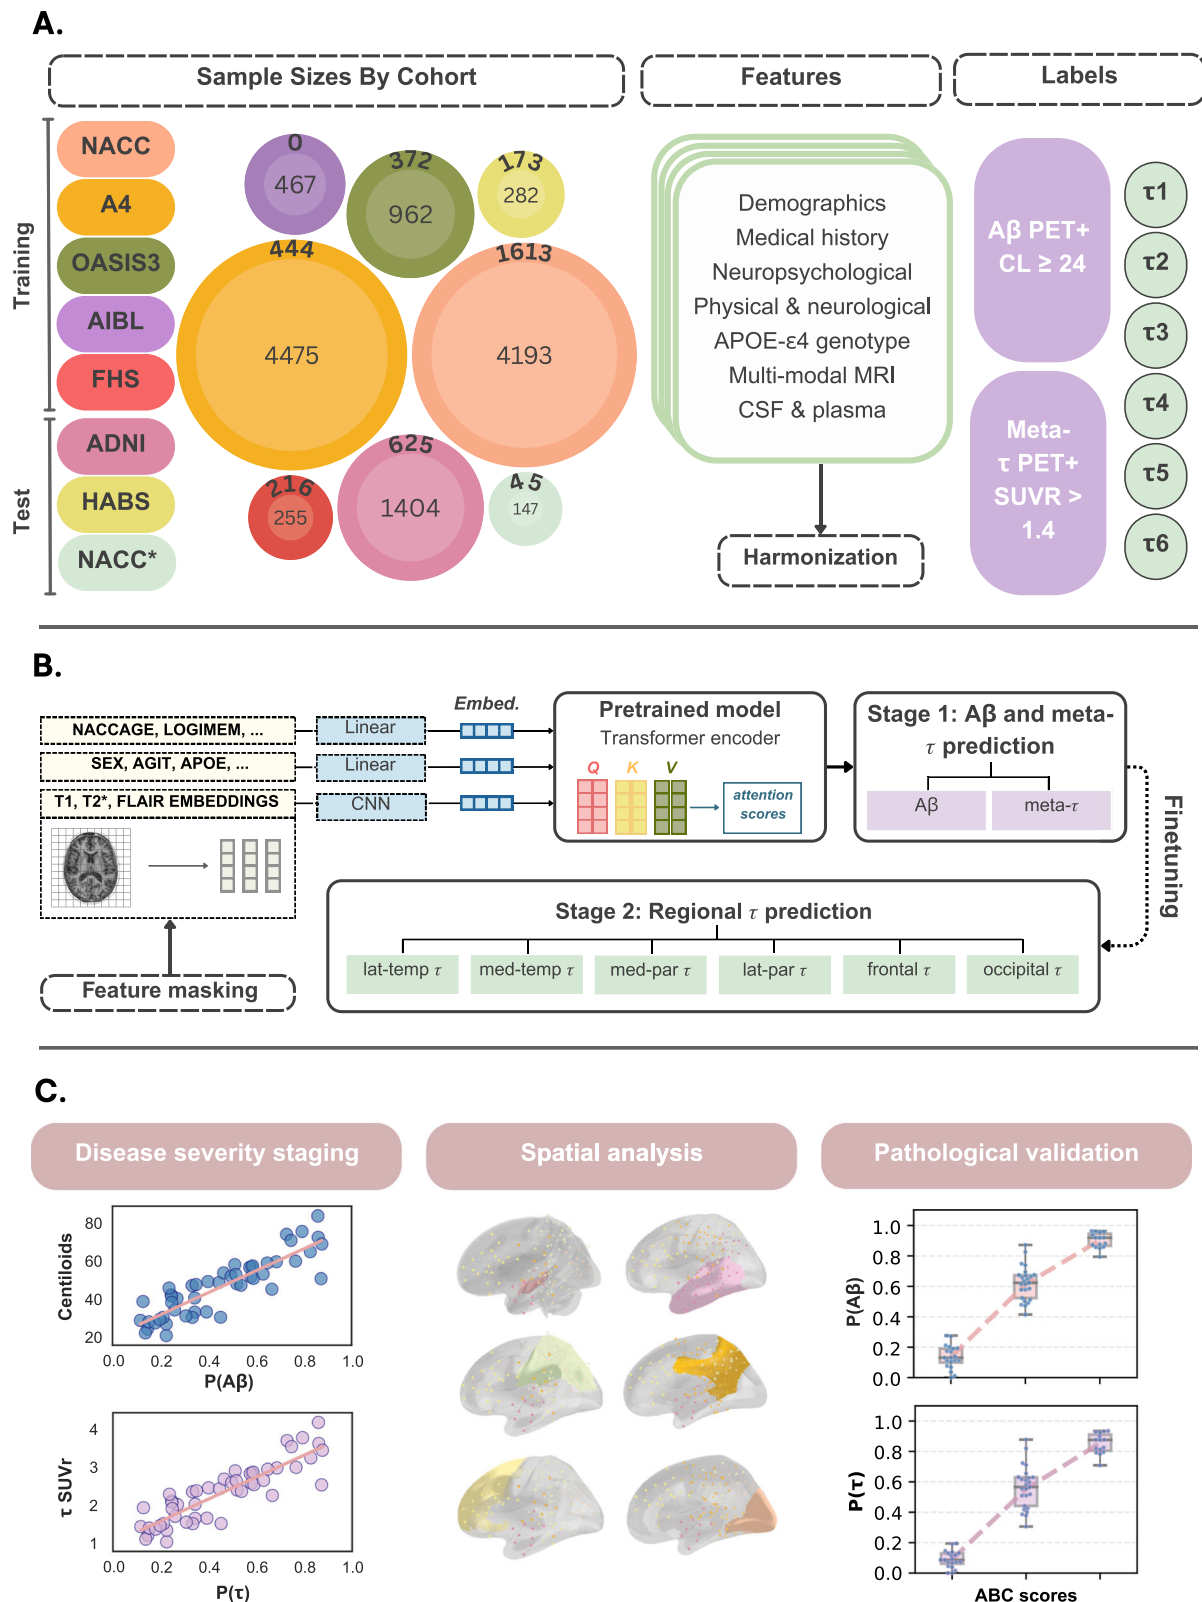 A.
Sample Sizes By Cohort
Features
Labels
Training
Test
NACC
A4
OASIS3
AIBL
FHS
ADNI
HABS
NACC*
0
467
372
962
173
282
444
4475
1613
4193
625
1404
216
255
45
147
Demographics
Medical history
Neuropsychological
Physical & neurological
APOE-ε4 genotype
Multi-modal MRI
CSF & plasma
Harmonization
Aβ PET+
CL ≥ 24
Meta-
τ PET+
SUVR >
1.4
τ1
τ2
τ3
τ4
τ5
τ6
B.
NACCAGE, LOGIMEM, ...
SEX, AGIT, APOE, ...
T1, T2*, FLAIR EMBEDDINGS
Feature masking
Linear
Linear
CNN
Embed.
Pretrained model
Transformer encoder
Q
K
V
attention
scores
Stage 1: Aβ and meta-
τ prediction
Aβ
meta-τ
Finetuning
Stage 2: Regional τ prediction
lat-temp τ
med-temp τ
med-par τ
lat-par τ
frontal τ
occipital τ
C.
Disease severity staging
Spatial analysis
Pathological validation
Centiloids
80
60
40
20
0.0 0.2 0.4 0.6 0.8 1.0
P(Aβ)
τ SUVr
4
3
2
1
0.0 0.2 0.4 0.6 0.8 1.0
P(τ)
P(Aβ)
1.0
0.8
0.6
0.4
0.2
0.0
P(τ)
1.0
0.8
0.6
0.4
0.2
0.0
ABC scores